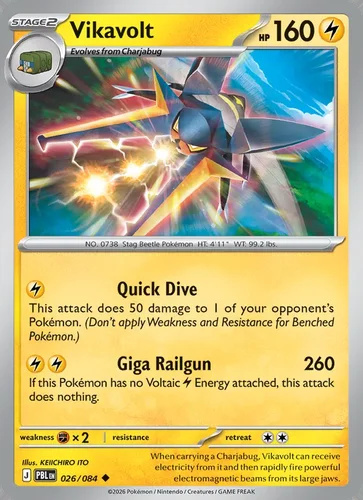 STAGE2 Vikavolt HP 160
Evolves from Charjabug
NO. 0738 Stag Beetle Pokémon HT: 4'11" WT: 99.2 lbs.
Quick Dive
This attack does 50 damage to 1 of your opponent's
Pokémon. (Don't apply Weakness and Resistance for Benched
Pokémon.)
Giga Railgun 260
If this Pokémon has no Voltaic Energy attached, this attack
does nothing.
weakness ×2 resistance retreat
Illus. KEIICHIRO ITO
J PBL EN 026/084
When carrying a Charjabug, Vikavolt can receive
electricity from it and then rapidly fire powerful
electromagnetic beams from its jaw.
©2026 Pokémon / Nintendo / Creatures / GAME FREAK